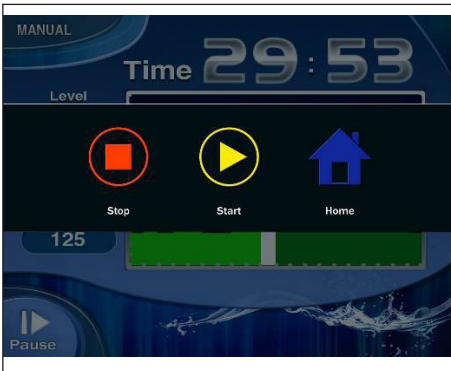 MANUAL
Time 29:53
Level
Stop Start Home
125
Pause